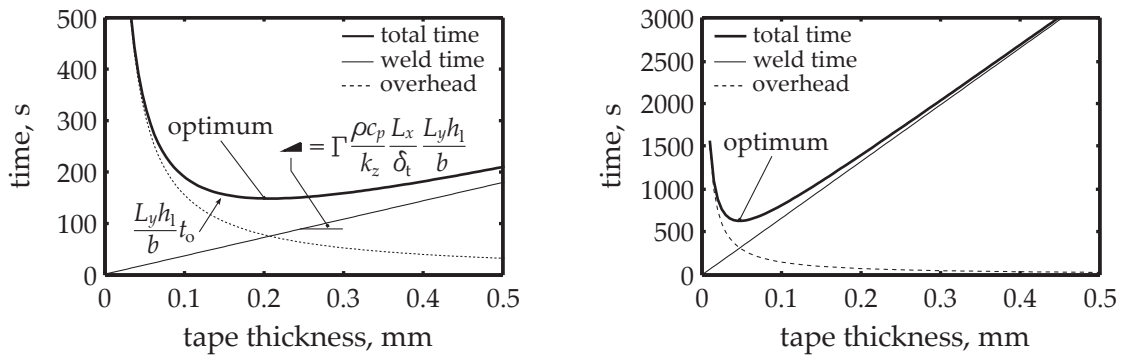 500
400
300
200
100
0
time, s
total time
weld time
overhead
optimum
= Γ ρc_p/k_z L_x/δ_t L_y h_l/b
L_y h_l/b t_o
0 0.1 0.2 0.3 0.4 0.5
tape thickness, mm
3000
2500
2000
1500
1000
500
0
time, s
total time
weld time
overhead
optimum
0 0.1 0.2 0.3 0.4 0.5
tape thickness, mm